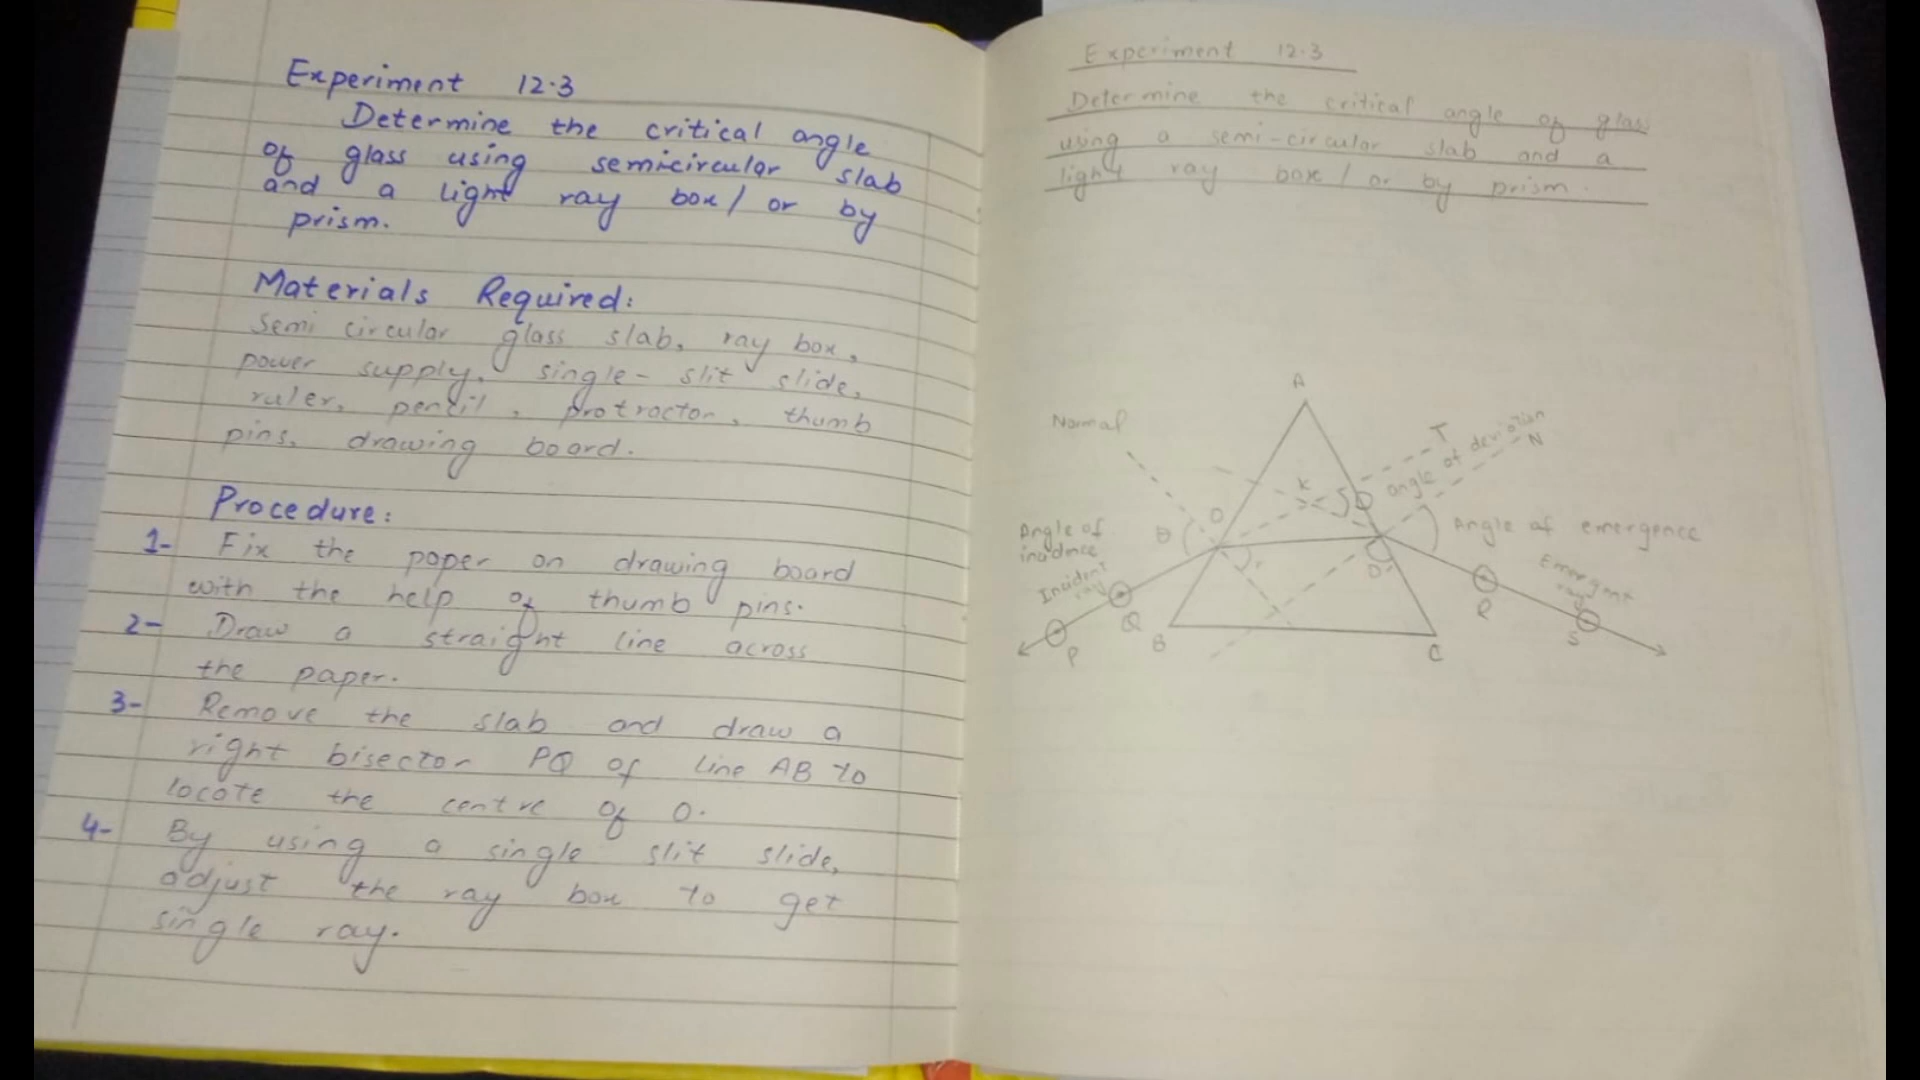 Experiment 12.3
Determine the critical angle
of glass using semicircular slab
and a light ray box/ or by
prism.
Materials Required:
Semi circular glass slab, ray box,
power supply, single- slit slide,
ruler, pencil, protractor, thumb
pins, drawing board.
Procedure:
1- Fix the paper on drawing board
with the help of thumb pins.
2- Draw a straight line across
the paper.
3- Remove the slab and draw a
right bisector PQ of line AB to
locate the centre of O.
4- By using a single slit slide,
adjust the ray box to get
single ray.
Experiment 12.3
Determine the critical angle of glass
using a semi-circular slab and a
light ray box/ or by prism.
A
Normal
T
angle of deviation
N
K
D
O
θ
r
Angle of
incidence
Angle of emergence
Incident
ray
Emergent
ray
O'
Q
P
B
C
R
S